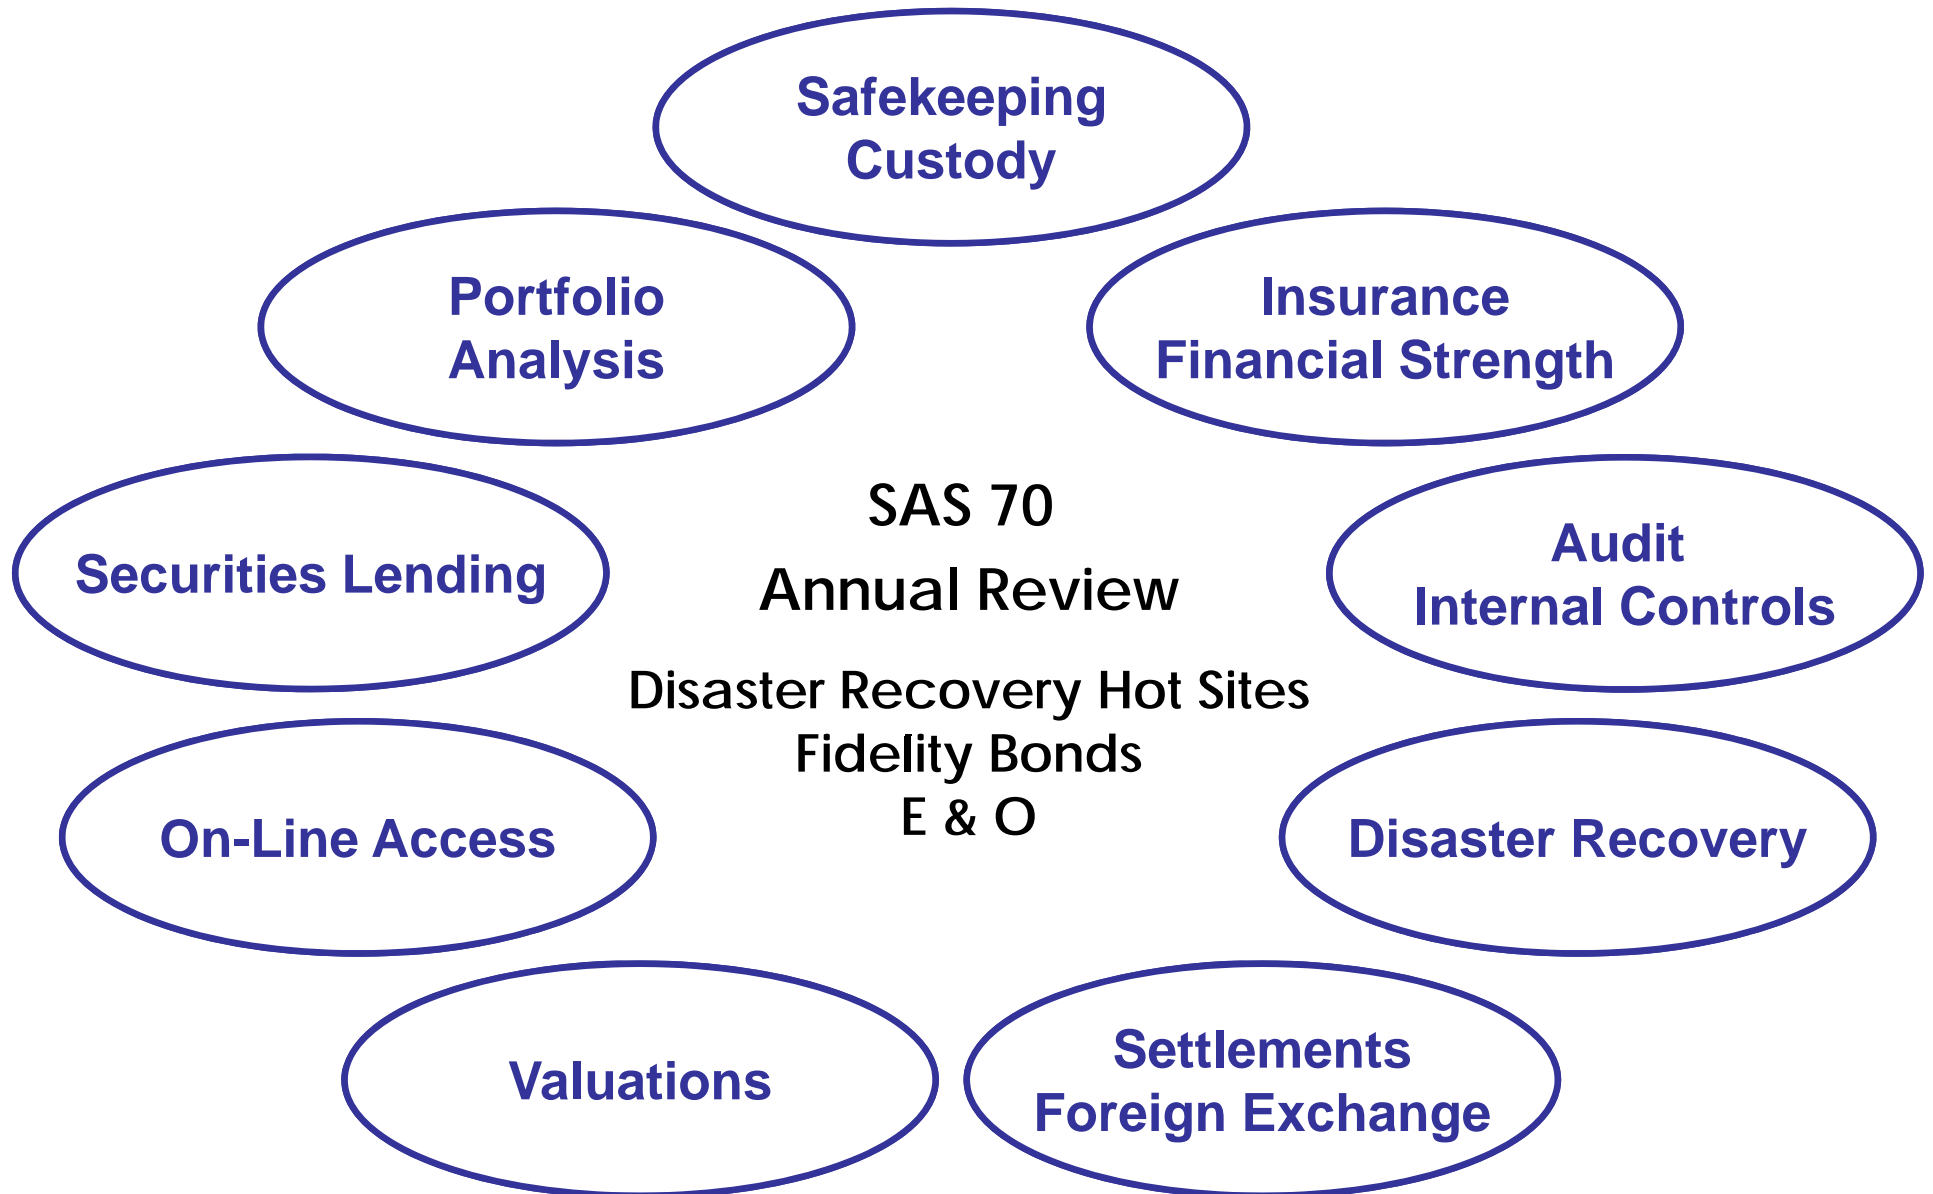 Safekeeping
Custody
Portfolio
Analysis
Insurance
Financial Strength
SAS 70
Annual Review
Securities Lending
Audit
Internal Controls
Disaster Recovery Hot Sites
Fidelity Bonds
E & O
On-Line Access
Disaster Recovery
Valuations
Settlements
Foreign Exchange